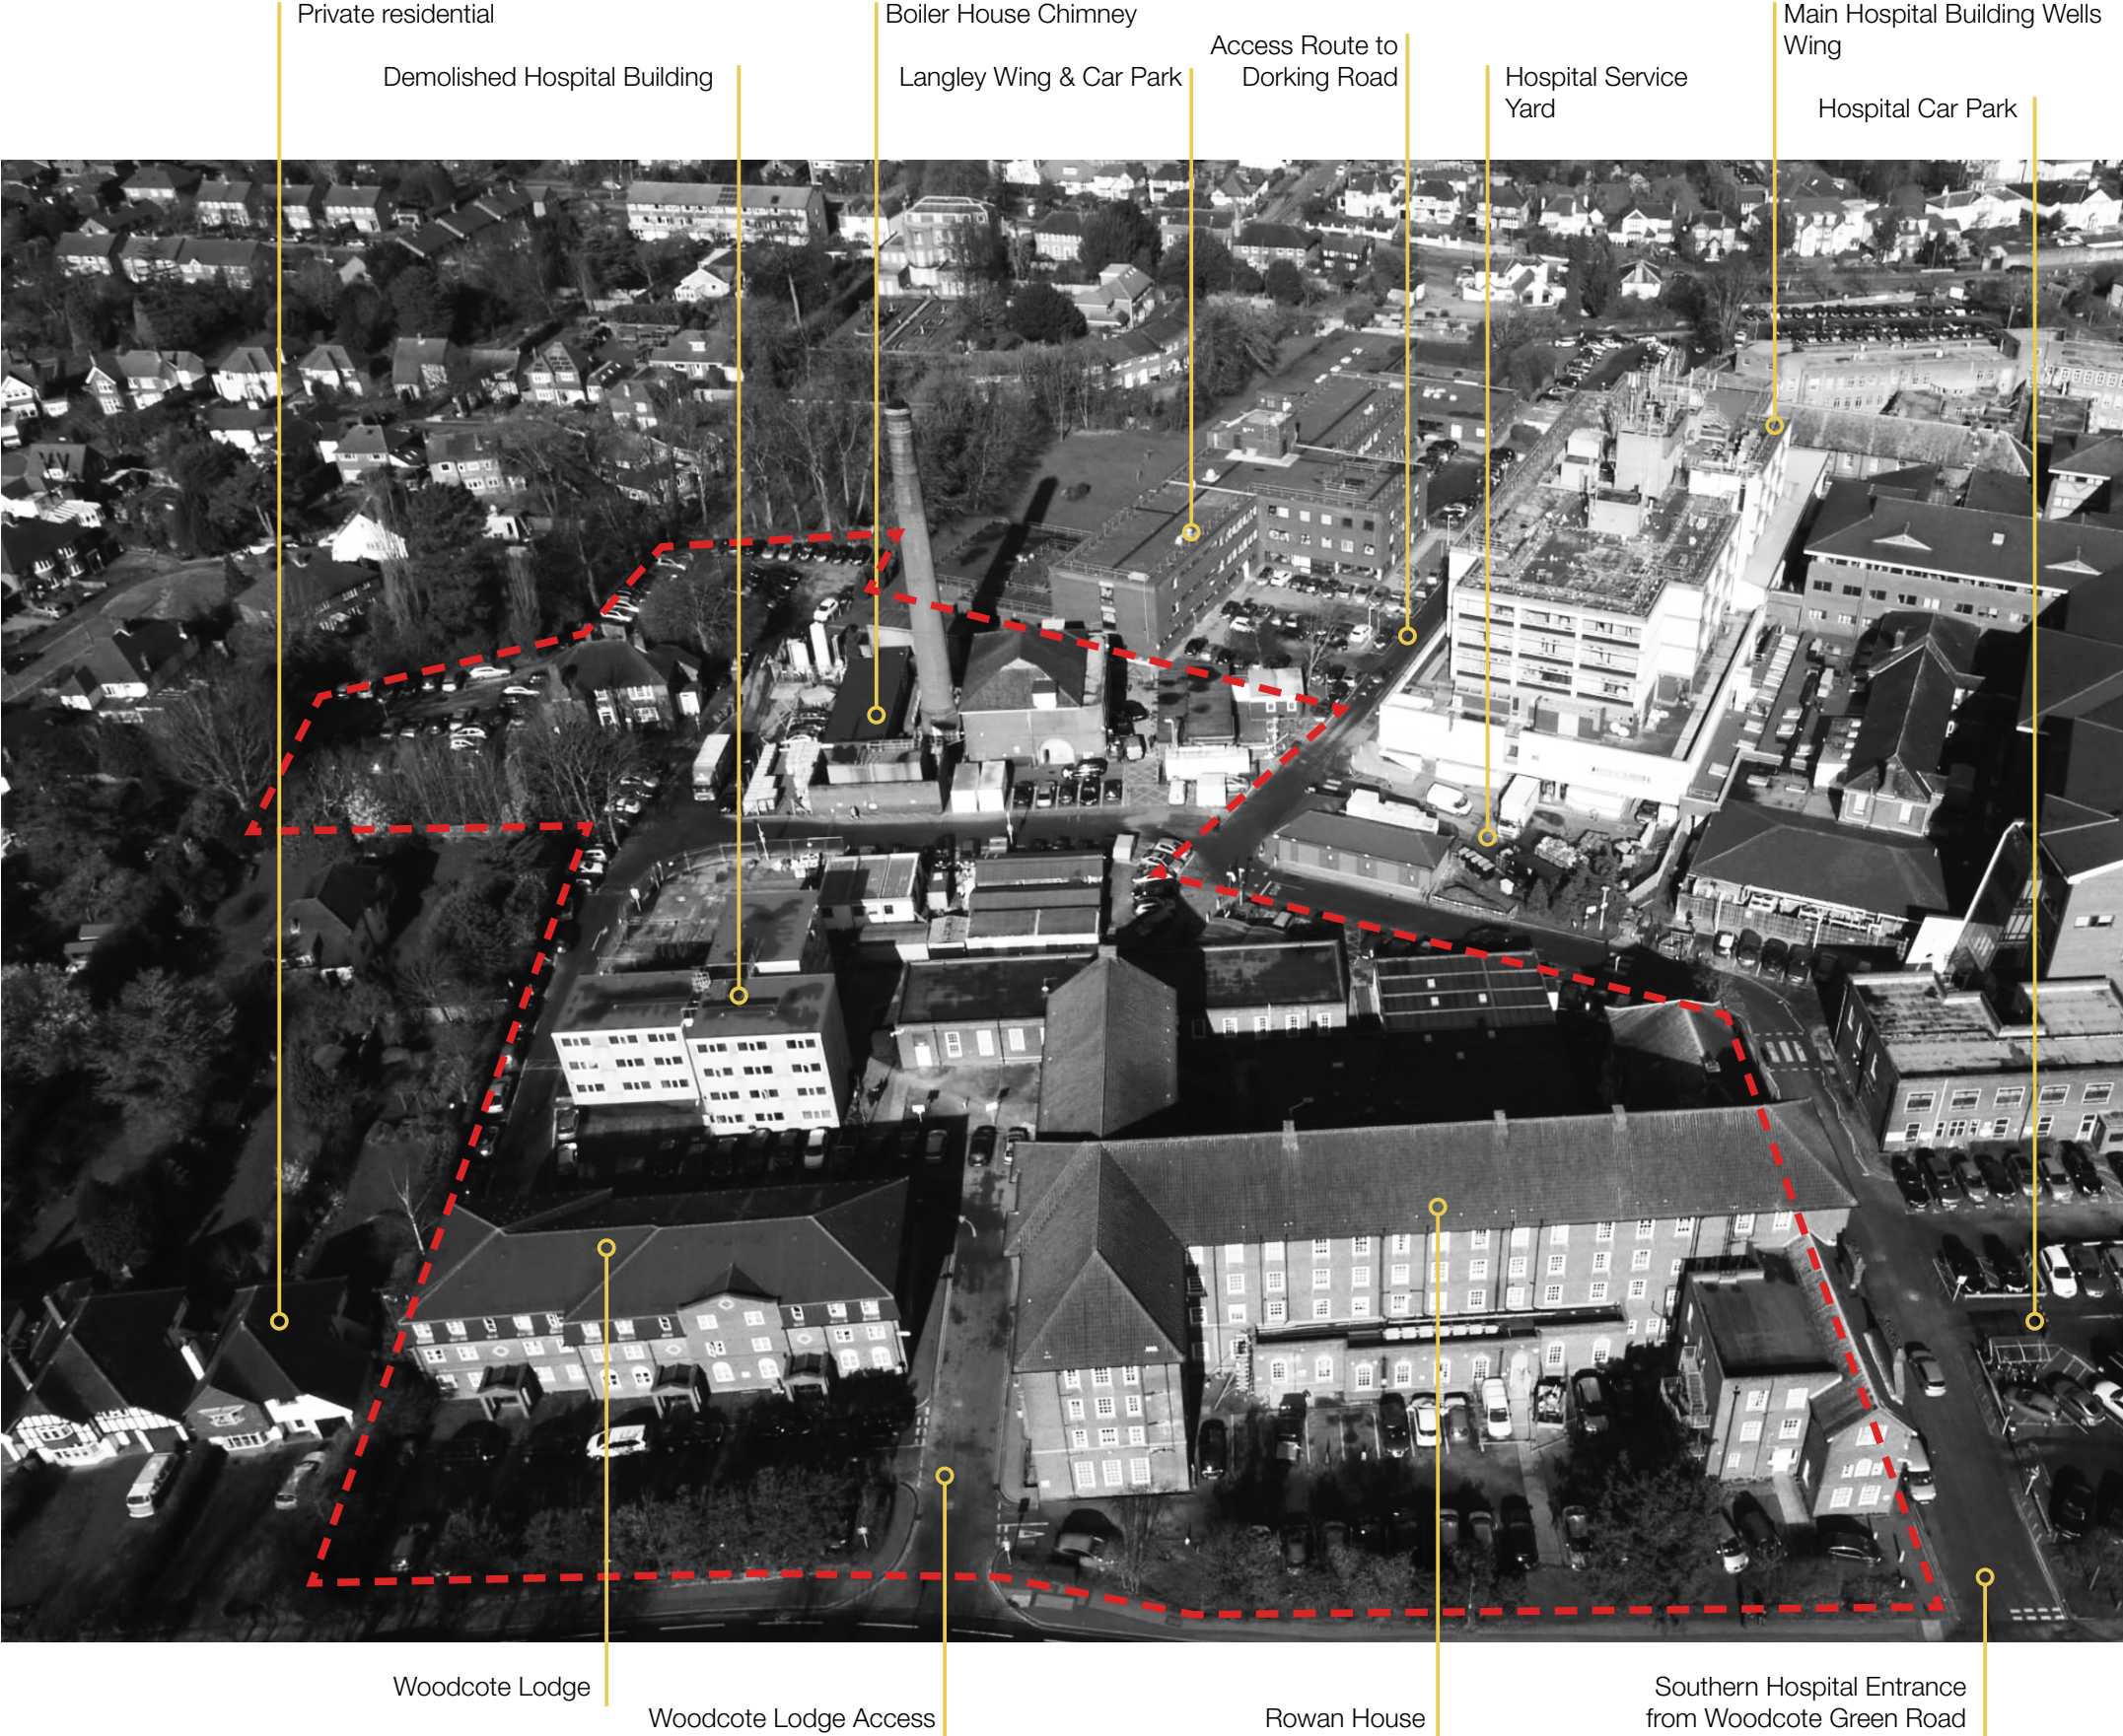 Private residential
Boiler House Chimney
Main Hospital Building Wells
Wing
Access Route to
Dorking Road
Demolished Hospital Building
Langley Wing & Car Park
Hospital Service
Yard
Hospital Car Park
Woodcote Lodge
Woodcote Lodge Access
Rowan House
Southern Hospital Entrance
from Woodcote Green Road